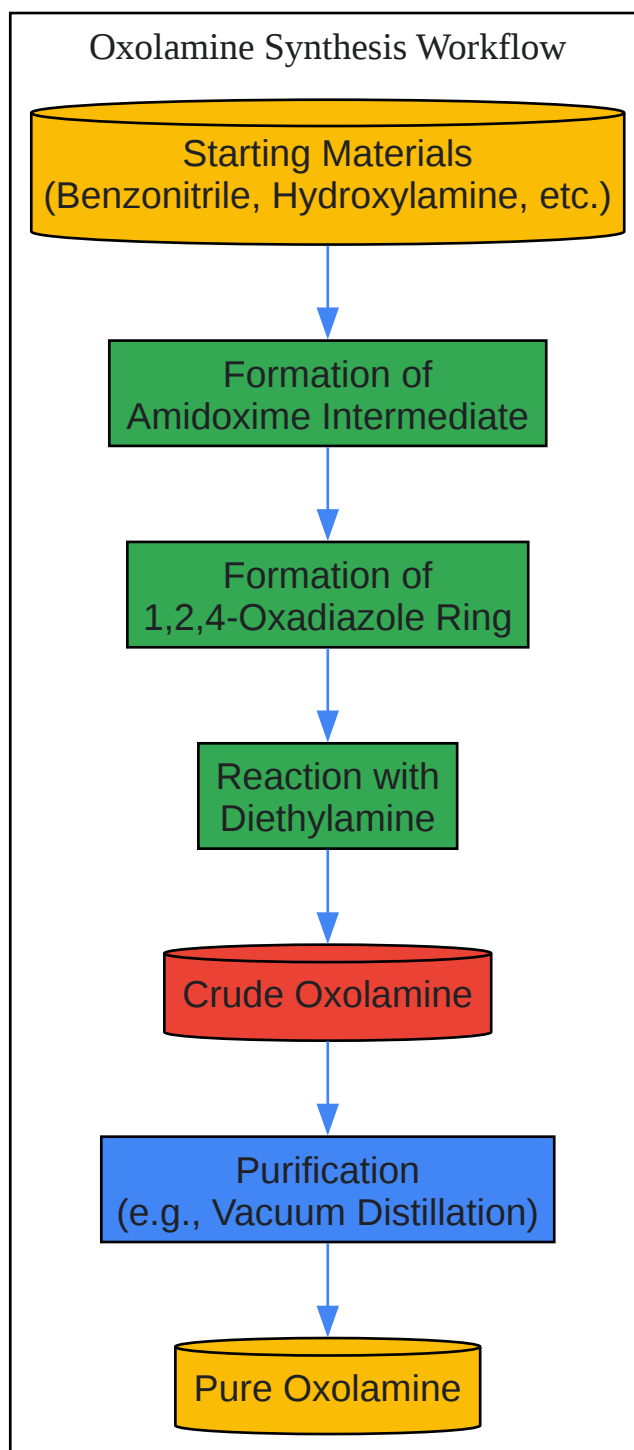 Oxolamine Synthesis Workflow
Starting Materials
(Benzonitrile, Hydroxylamine, etc.)
Formation of
Amidoxime Intermediate
Formation of
1,2,4-Oxadiazole Ring
Reaction with
Diethylamine
Crude Oxolamine
Purification
(e.g., Vacuum Distillation)
Pure Oxolamine